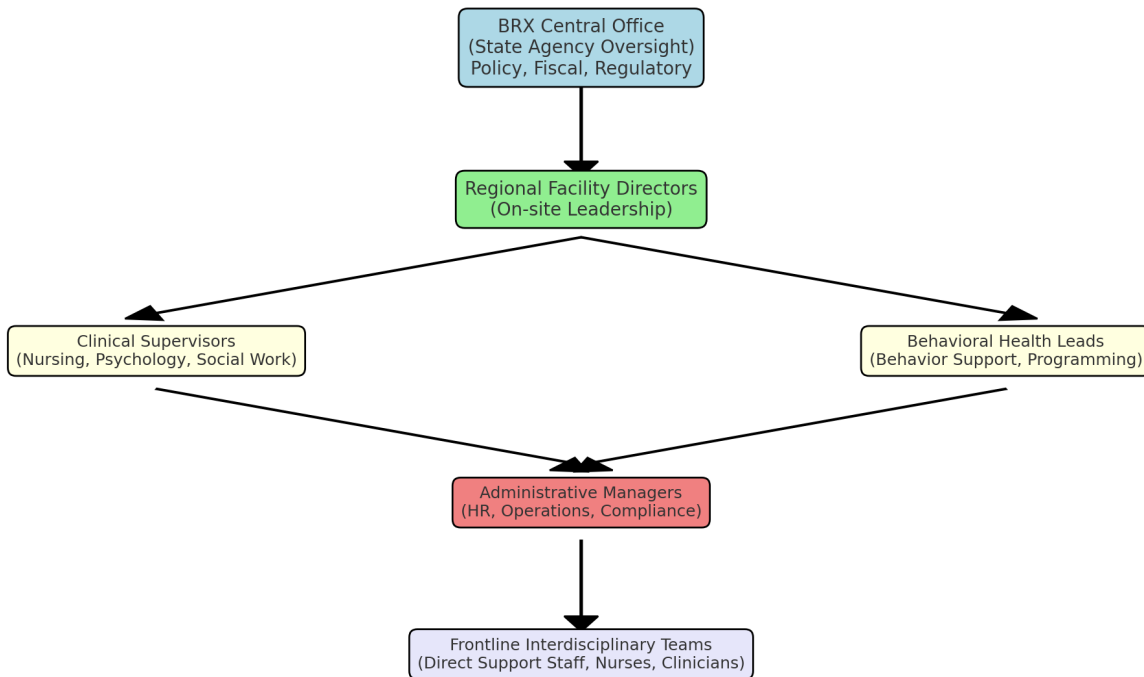 BRX Central Office
(State Agency Oversight)
Policy, Fiscal, Regulatory
Regional Facility Directors
(On-site Leadership)
Clinical Supervisors
(Nursing, Psychology, Social Work)
Behavioral Health Leads
(Behavior Support, Programming)
Administrative Managers
(HR, Operations, Compliance)
Frontline Interdisciplinary Teams
(Direct Support Staff, Nurses, Clinicians)